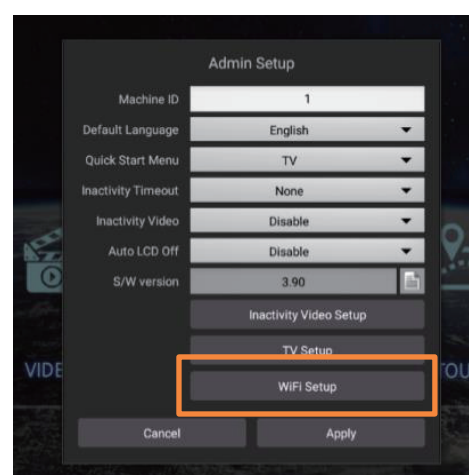 Admin Setup
Machine ID 1
Default Language English
Quick Start Menu TV
Inactivity Timeout None
Inactivity Video Disable
Auto LCD Off Disable
S/W version 3.90
Inactivity Video Setup
TV Setup
VIDE TOU
WiFi Setup
Cancel Apply